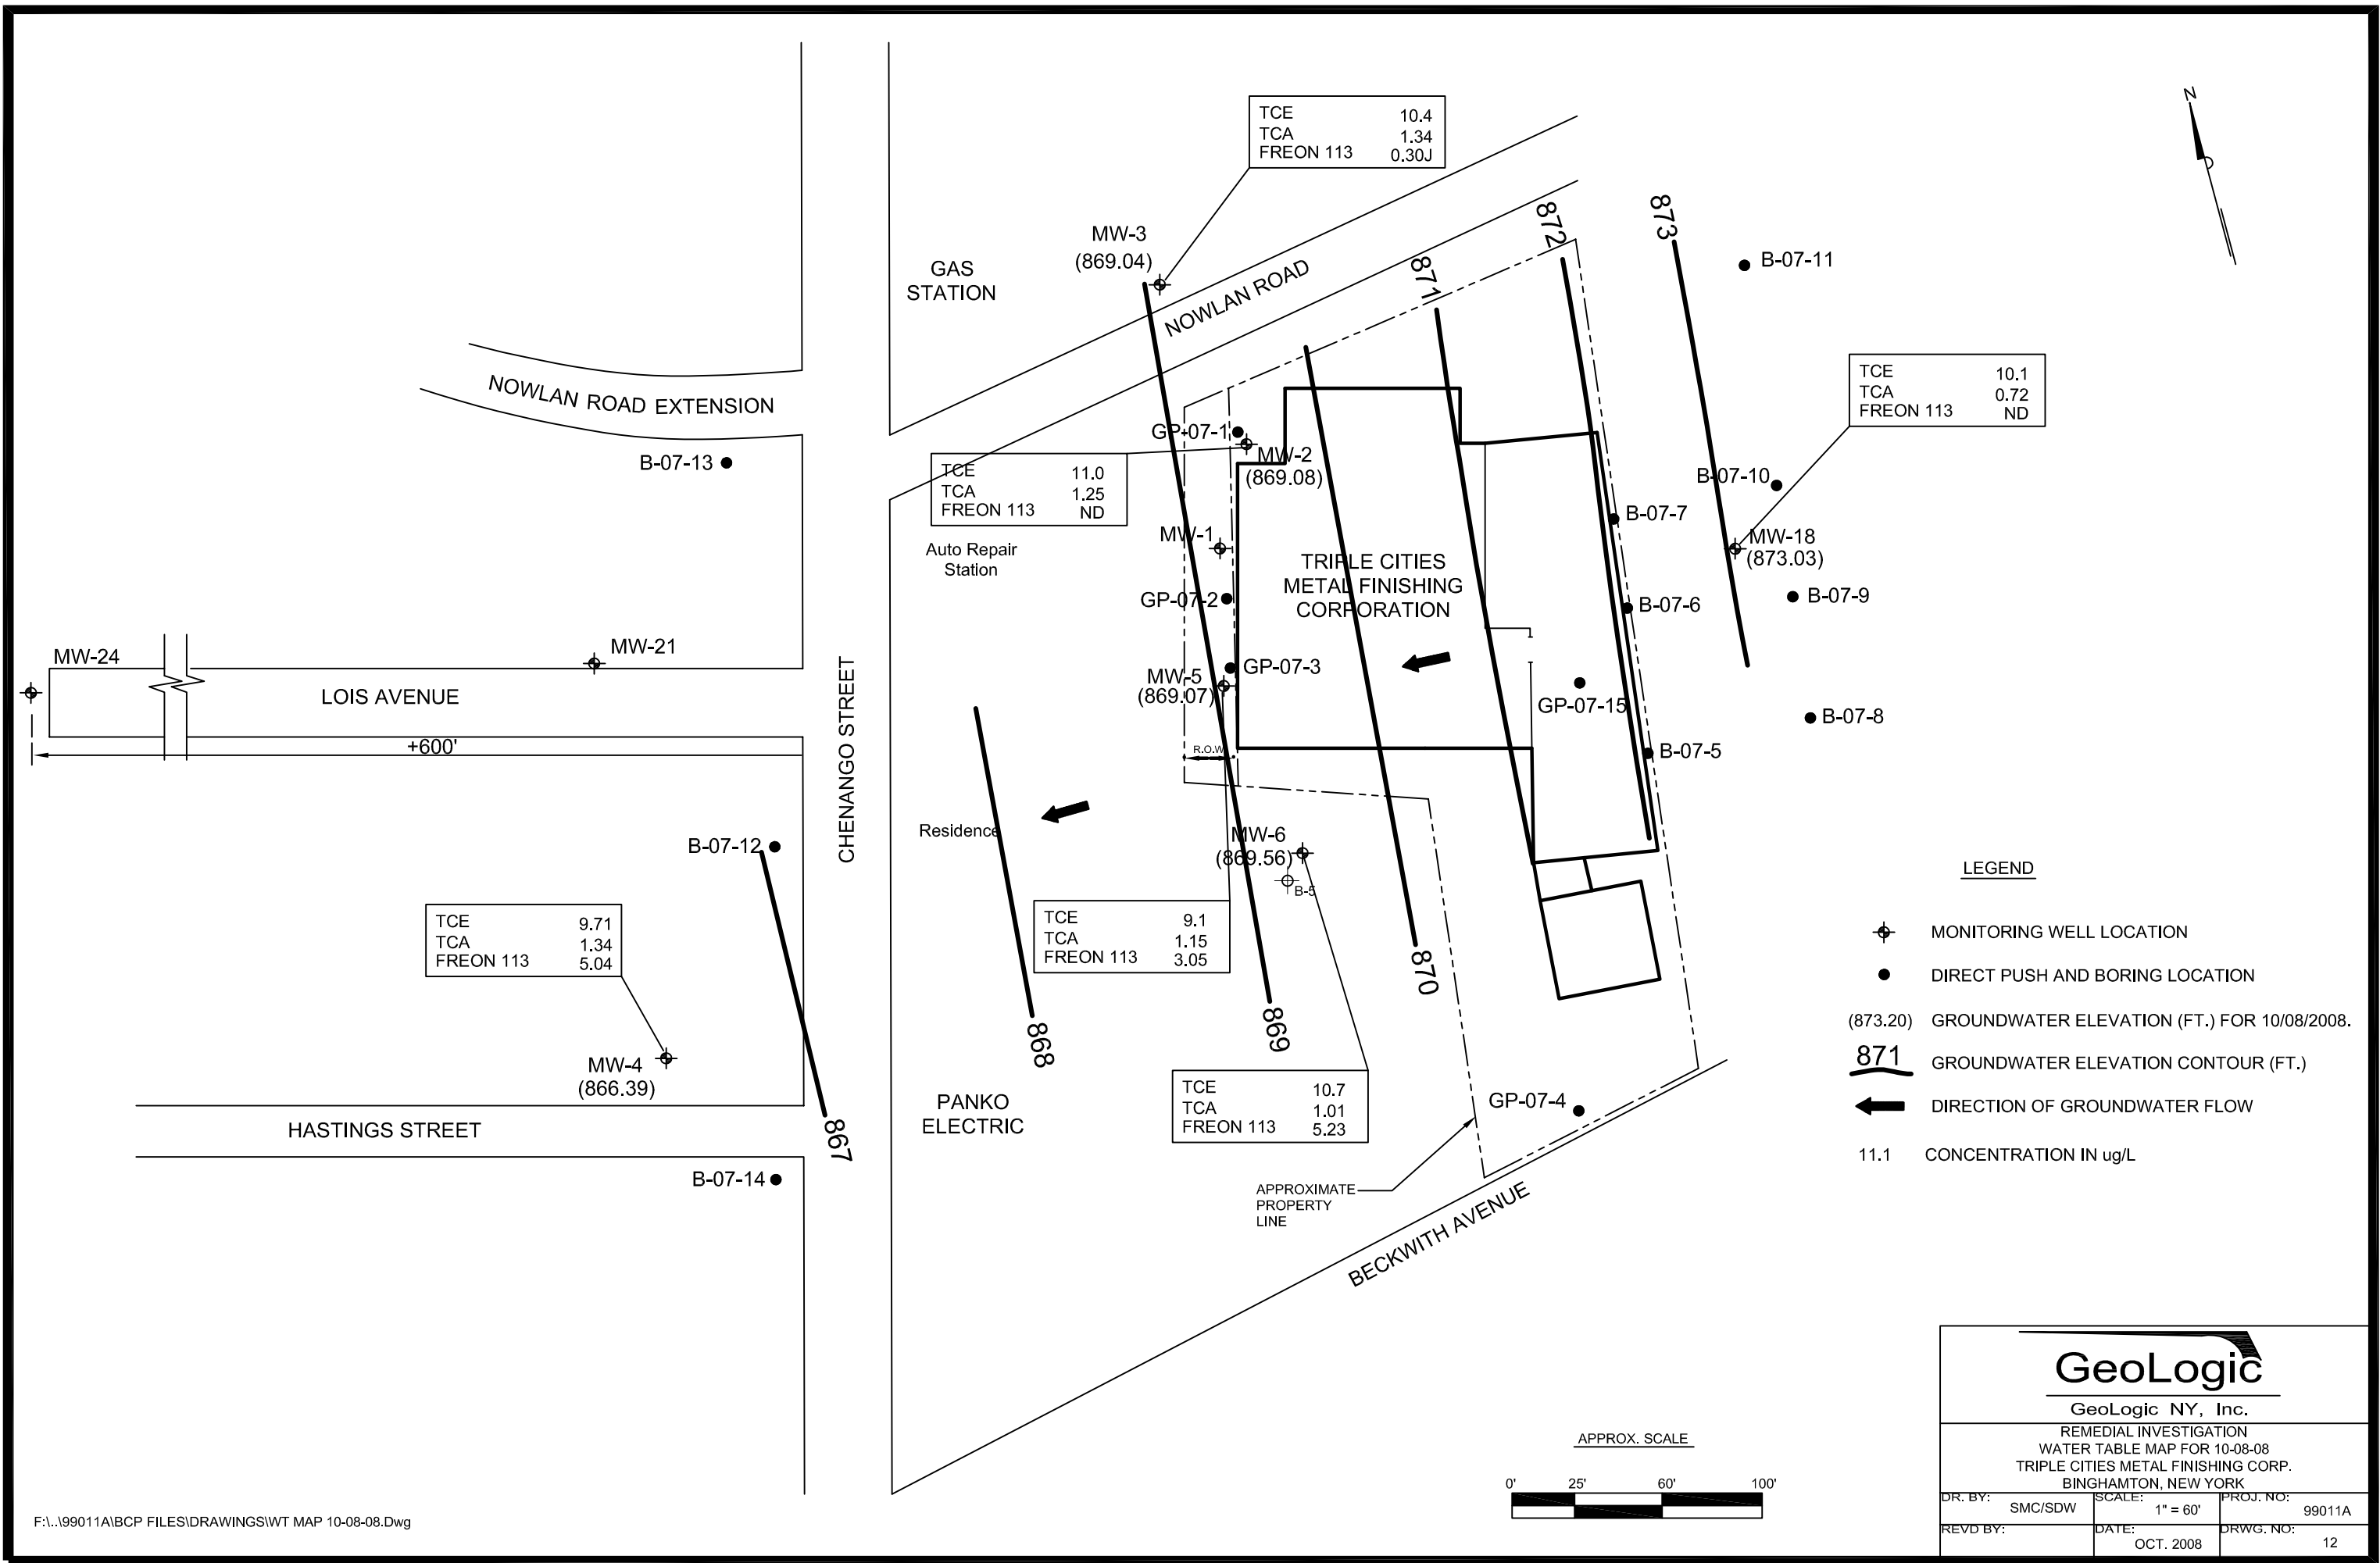 N
TCE 10.4
TCA 1.34
FREON 113 0.30J
MW-3
(869.04)
GAS
STATION
NOWLAN ROAD
871
872
873
B-07-11
TCE 10.1
TCA 0.72
FREON 113 ND
NOWLAN ROAD EXTENSION
B-07-13
GP-07-1
MW-2
(869.08)
TCE 11.0
TCA 1.25
FREON 113 ND
Auto Repair
Station
MW-1
GP-07-2
TRIPLE CITIES
METAL FINISHING
CORPORATION
B-07-10
B-07-7
MW-18
(873.03)
B-07-6
B-07-9
MW-24
MW-21
LOIS AVENUE
+600'
CHENANGO STREET
MW-5
(869.07)
GP-07-3
GP-07-15
B-07-8
B-07-5
R.O.W
Residence
B-07-12
MW-6
(869.56)
B-5
TCE 9.71
TCA 1.34
FREON 113 5.04
MW-4
(866.39)
TCE 9.1
TCA 1.15
FREON 113 3.05
868
869
870
867
HASTINGS STREET
B-07-14
PANKO
ELECTRIC
TCE 10.7
TCA 1.01
FREON 113 5.23
GP-07-4
APPROXIMATE
PROPERTY
LINE
BECKWITH AVENUE
LEGEND
MONITORING WELL LOCATION
DIRECT PUSH AND BORING LOCATION
(873.20) GROUNDWATER ELEVATION (FT.) FOR 10/08/2008.
871 GROUNDWATER ELEVATION CONTOUR (FT.)
DIRECTION OF GROUNDWATER FLOW
11.1 CONCENTRATION IN ug/L
APPROX. SCALE
0' 25' 60' 100'
GeoLogic
GeoLogic NY, Inc.
REMEDIAL INVESTIGATION
WATER TABLE MAP FOR 10-08-08
TRIPLE CITIES METAL FINISHING CORP.
BINGHAMTON, NEW YORK
DR. BY: SMC/SDW SCALE: 1" = 60' PROJ. NO: 99011A
REVD BY: DATE: OCT. 2008 DRWG. NO: 12
F:\..\99011A\BCP FILES\DRAWINGS\WT MAP 10-08-08.Dwg